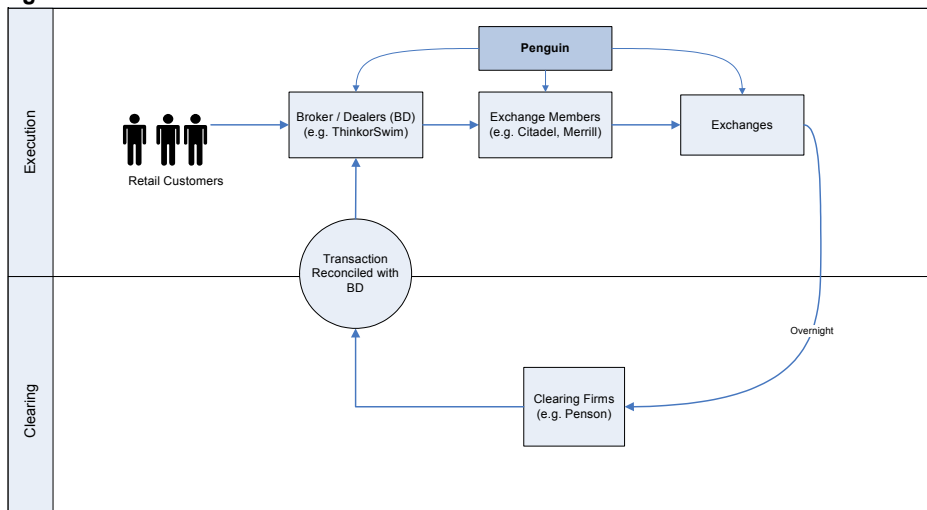 Execution
Penguin
Broker / Dealers (BD)
(e.g. ThinkorSwim)
Exchange Members
(e.g. Citadel, Merrill)
Exchanges
Retail Customers
Transaction
Reconciled with
BD
Overnight
Clearing
Clearing Firms
(e.g. Penson)